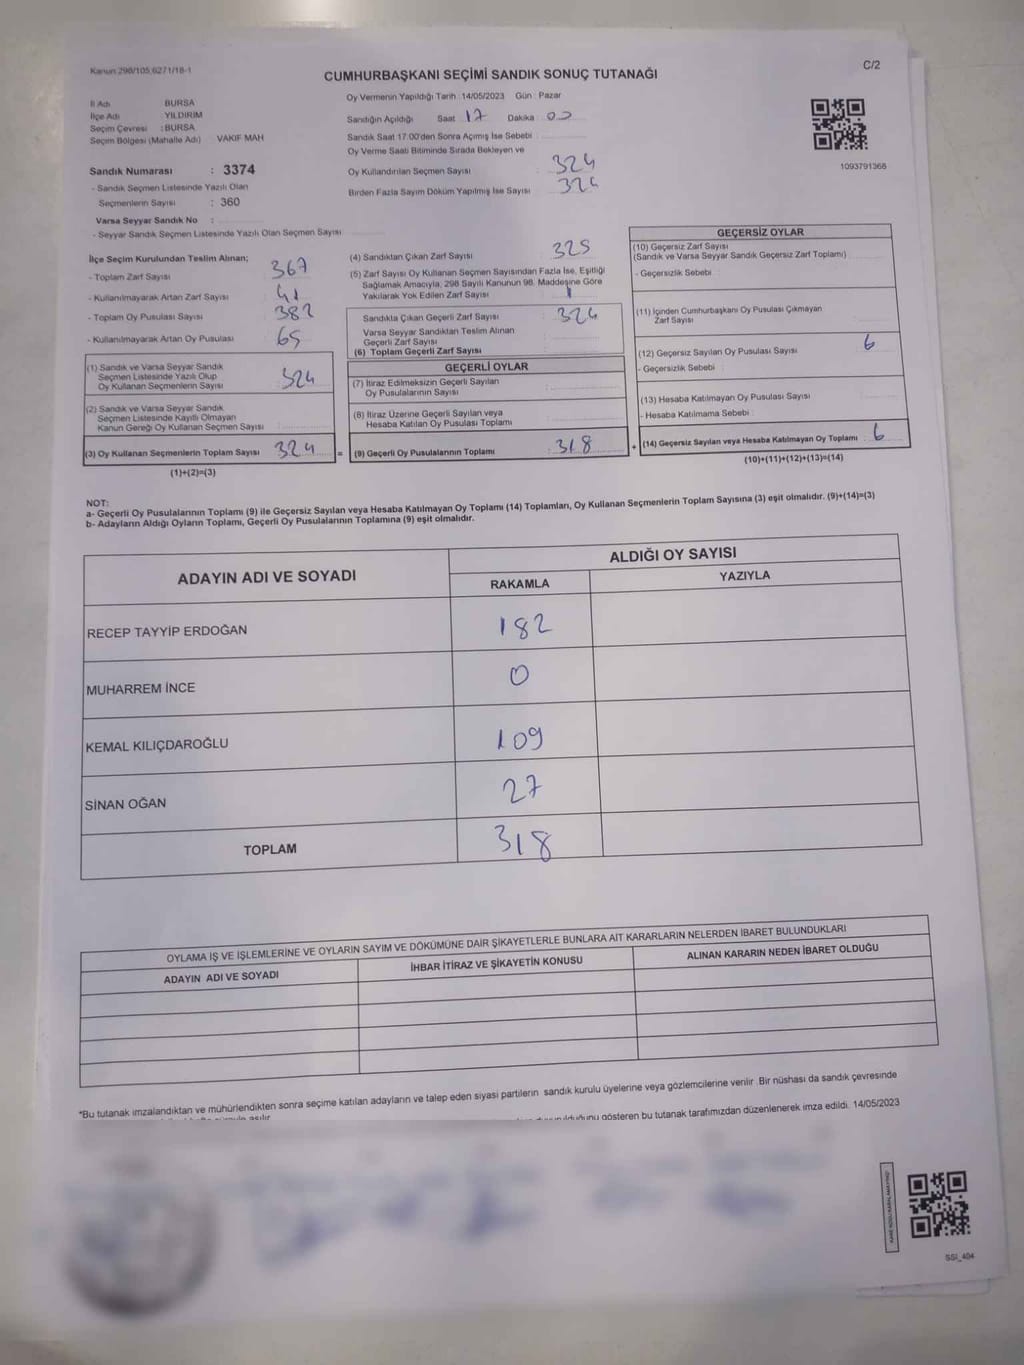 Kanun:298/105,6271/18-1
C/2
CUMHURBAŞKANI SEÇİMİ SANDIK SONUÇ TUTANAĞI
İl Adı BURSA
İlçe Adı YILDIRIM
Seçim Çevresi :BURSA
Seçim Bölgesi (Mahalle Adı) VAKIF MAH
Sandık Numarası : 3374
- Sandık Seçmen Listesinde Yazılı Olan
Seçmenlerin Sayısı : 360
Varsa Seyyar Sandık No :
- Seyyar Sandık Seçmen Listesinde Yazılı Olan Seçmen Sayısı
Oy Vermenin Yapıldığı Tarih :14/05/2023 Gün : Pazar
Sandığın Açıldığı Saat 17 Dakika : 00
Sandık Saat 17:00'den Sonra Açımış İse Sebebi :
Oy Verme Saati Bitiminde Sırada Bekleyen ve
Oy Kullandırılan Seçmen Sayısı : 324
Birden Fazla Sayım Döküm Yapılmış İse Sayısı 324
1093791368
İlçe Seçim Kurulundan Teslim Alınan;
- Toplam Zarf Sayısı 367
- Kullanılmayarak Artan Zarf Sayısı 41
- Toplam Oy Pusulası Sayısı 382
- Kullanılmayarak Artan Oy Pusulası 65
(1) Sandık ve Varsa Seyyar Sandık
Seçmen Listesinde Yazılı Olup
Oy Kullanan Seçmenlerin Sayısı 324
(2) Sandık ve Varsa Seyyar Sandık
Seçmen Listesinde Kayıtlı Olmayan
Kanun Gereği Oy Kullanan Seçmen Sayısı :
(3) Oy Kullanan Seçmenlerin Toplam Sayısı 324 =
(1)+(2)=(3)
(4) Sandıktan Çıkan Zarf Sayısı : 325
(5) Zarf Sayısı Oy Kullanan Seçmen Sayısından Fazla İse, Eşitliği
Sağlamak Amacıyla; 298 Sayılı Kanunun 98. Maddesine Göre
Yakılarak Yok Edilen Zarf Sayısı : 1
Sandıkla Çıkan Geçerli Zarf Sayısı : 324
Varsa Seyyar Sandıktan Teslim Alınan
Geçerli Zarf Sayısı
(6) Toplam Geçerli Zarf Sayısı
GEÇERLİ OYLAR
(7) İtiraz Edilmeksizin Geçerli Sayılan
Oy Pusulalarının Sayısı
(8) İtiraz Üzerine Geçerli Sayılan veya
Hesaba Katılan Oy Pusulası Toplamı
(9) Geçerli Oy Pusulalarının Toplamı : 318 +
GEÇERSİZ OYLAR
(10) Geçersiz Zarf Sayısı
(Sandık ve Varsa Seyyar Sandık Geçersiz Zarf Toplamı)
- Geçersizlik Sebebi :
(11) İçinden Cumhurbaşkanı Oy Pusulası Çıkmayan
Zarf Sayısı
(12) Geçersiz Sayılan Oy Pusulası Sayısı 6
- Geçersizlik Sebebi :
(13) Hesaba Katılmayan Oy Pusulası Sayısı
- Hesaba Katılmama Sebebi :
(14) Geçersiz Sayılan veya Hesaba Katılmayan Oy Toplamı 6
(10)+(11)+(12)+(13)=(14)
NOT:
a- Geçerli Oy Pusulalarının Toplamı (9) ile Geçersiz Sayılan veya Hesaba Katılmayan Oy Toplamı (14) Toplamları, Oy Kullanan Seçmenlerin Toplam Sayısına (3) eşit olmalıdır. (9)+(14)=(3)
b- Adayların Aldığı Oyların Toplamı, Geçerli Oy Pusulalarının Toplamına (9) eşit olmalıdır.
ADAYIN ADI VE SOYADI
ALDIĞI OY SAYISI
RAKAMLA YAZIYLA
RECEP TAYYİP ERDOĞAN 182
MUHARREM İNCE 0
KEMAL KILIÇDAROĞLU 109
SİNAN OĞAN 27
TOPLAM 318
OYLAMA İŞ VE İŞLEMLERİNE VE OYLARIN SAYIM VE DÖKÜMÜNE DAİR ŞİKAYETLERLE BUNLARA AİT KARARLARIN NELERDEN İBARET BULUNDUKLARI
ADAYIN ADI VE SOYADI İHBAR İTİRAZ VE ŞİKAYETİN KONUSU ALINAN KARARIN NEDEN İBARET OLDUĞU
*Bu tutanak imzalandıktan ve mühürlendikten sonra seçime katılan adayların ve talep eden siyasi partilerin sandık kurulu üyelerine veya gözlemcilerine verilir .Bir nüshası da sandık çevresinde
gösteren bu tutanak tarafımızdan düzenlenerek imza edildi. 14/05/2023
SSİ_404